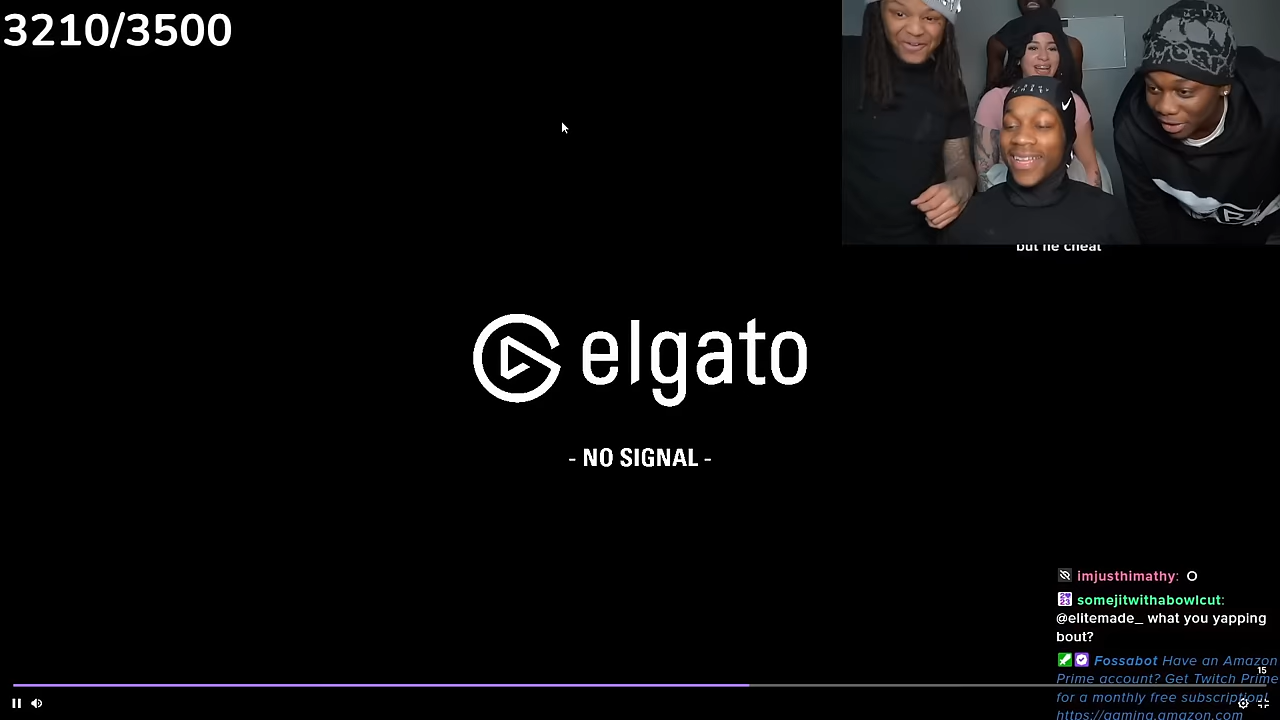 3210/3500
but he cheat
elgato
- NO SIGNAL -
imjusthimathy: O
somejitwithabowlcut:
@elitemade_ what you yapping
bout?
Fossabot Have an Amazon
15
Prime account? Get Twitch Prime
for a monthly free subscription!
https://gaming.amazon.com